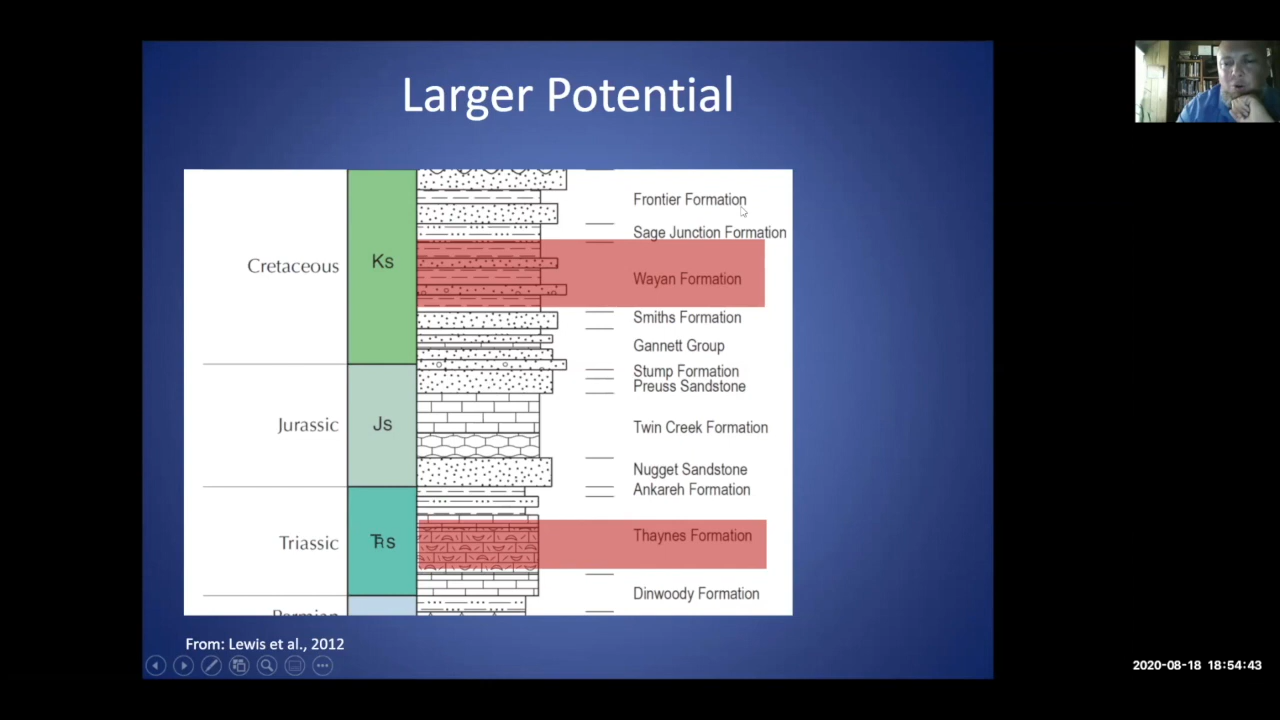 Larger Potential
Frontier Formation
Sage Junction Formation
Cretaceous
Ks
Wayan Formation
Smiths Formation
Gannett Group
Stump Formation
Preuss Sandstone
Jurassic
Js
Twin Creek Formation
Nugget Sandstone
Ankareh Formation
Triassic
Ŧs
Thaynes Formation
Dinwoody Formation
Permian
From: Lewis et al., 2012
2020-08-18 18:54:43